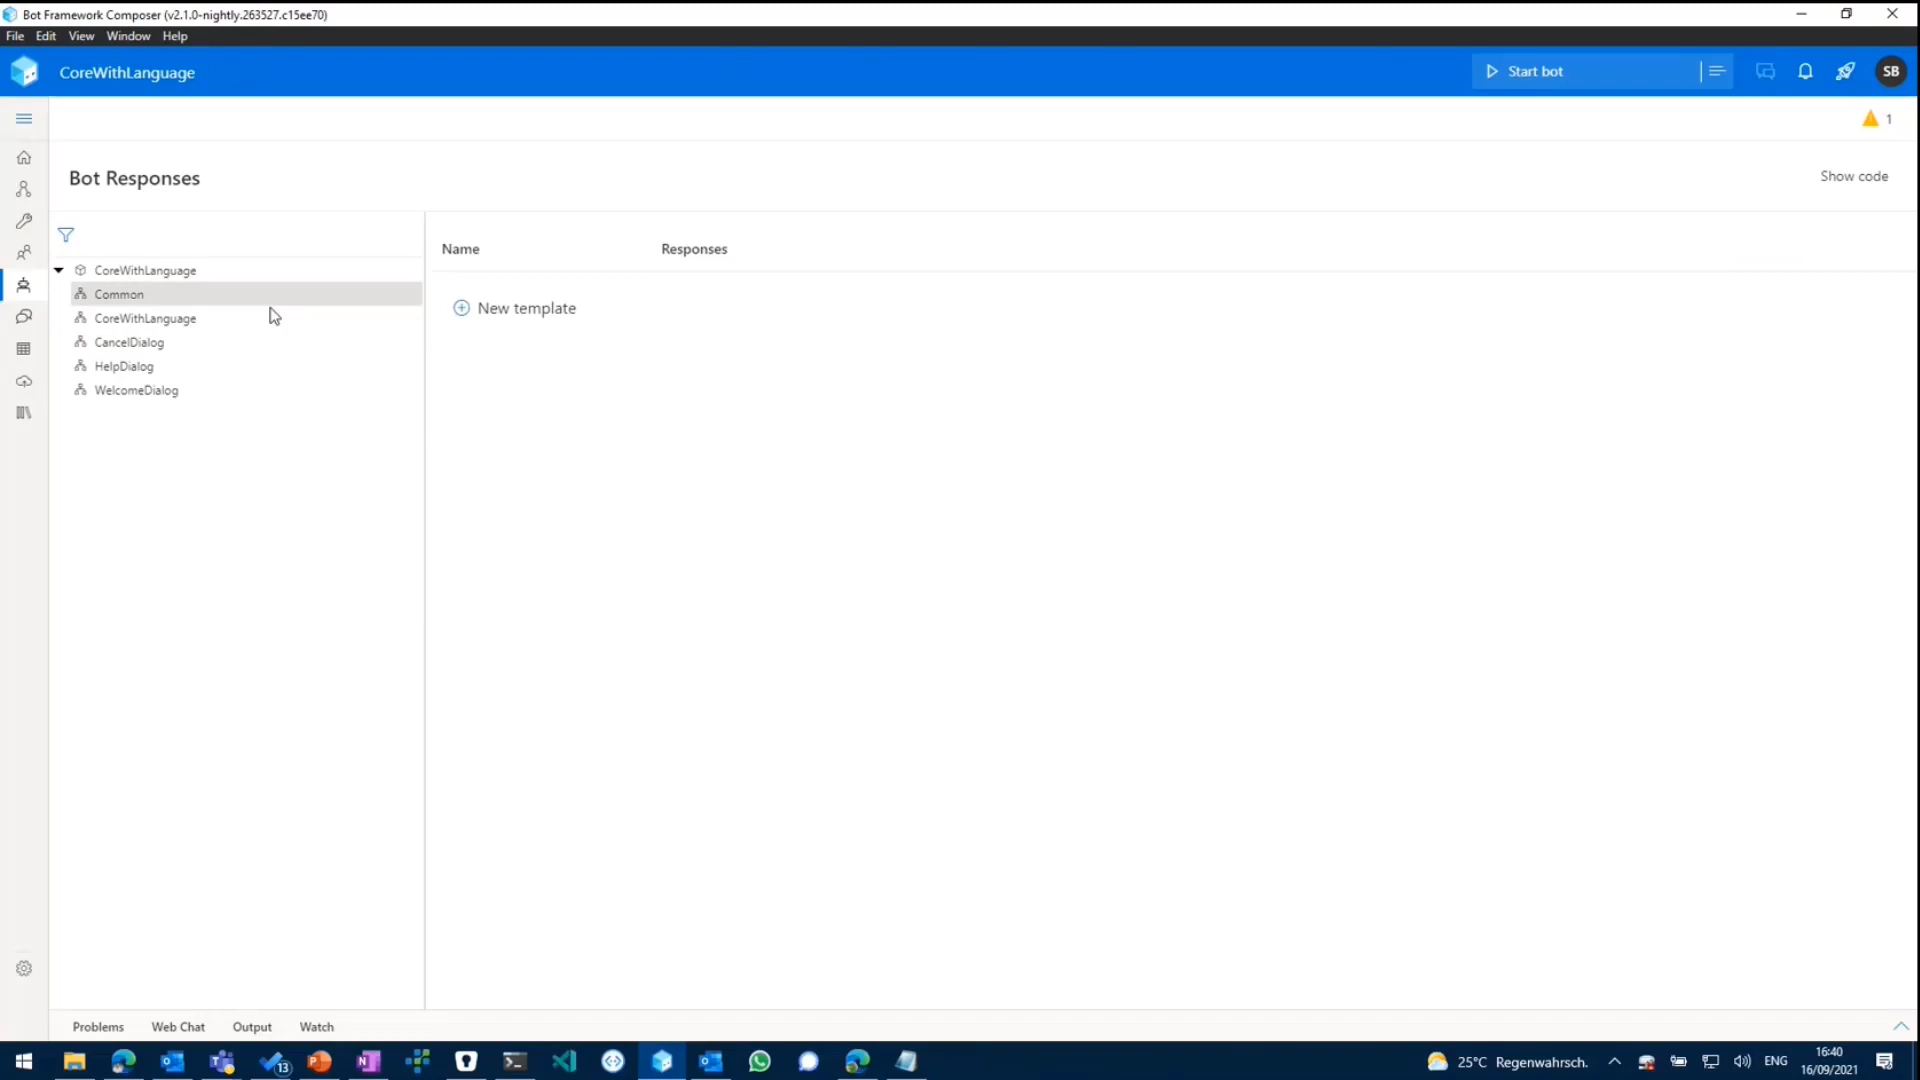 Bot Framework Composer (v2.1.0-nightly.263527.c15ee70)
File Edit View Window Help
CoreWithLanguage
Start bot
SB
1
Bot Responses
Show code
Name Responses
CoreWithLanguage
Common
New template
CoreWithLanguage
CancelDialog
HelpDialog
WelcomeDialog
Problems Web Chat Output Watch
13
25°C Regenwahrsch.
ENG
16:40
16/09/2021